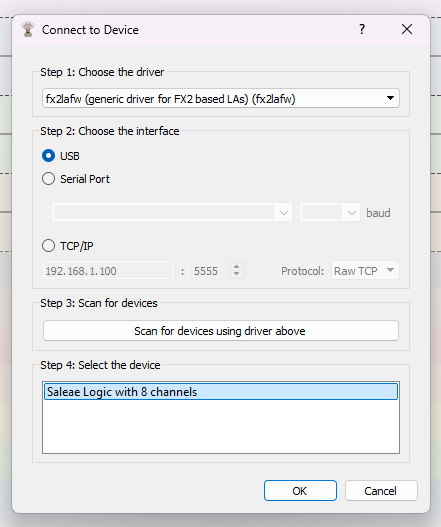 Connect to Device
?
Step 1: Choose the driver
fx2lafw (generic driver for FX2 based LAs) (fx2lafw)
Step 2: Choose the interface
USB
Serial Port
baud
TCP/IP
192.168.1.100 : 5555 Protocol: Raw TCP
Step 3: Scan for devices
Scan for devices using driver above
Step 4: Select the device
Saleae Logic with 8 channels
OK Cancel